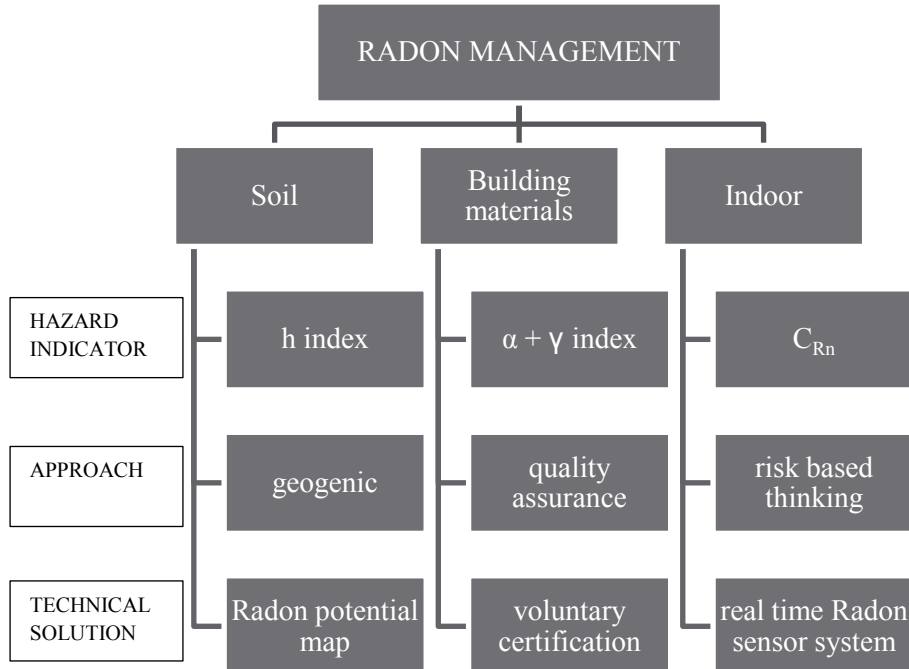 RADON MANAGEMENT
Soil
Building
materials
Indoor
HAZARD
INDICATOR
h index
α + γ index
C_Rn
APPROACH
geogenic
quality
assurance
risk based
thinking
TECHNICAL
SOLUTION
Radon potential
map
voluntary
certification
real time Radon
sensor system